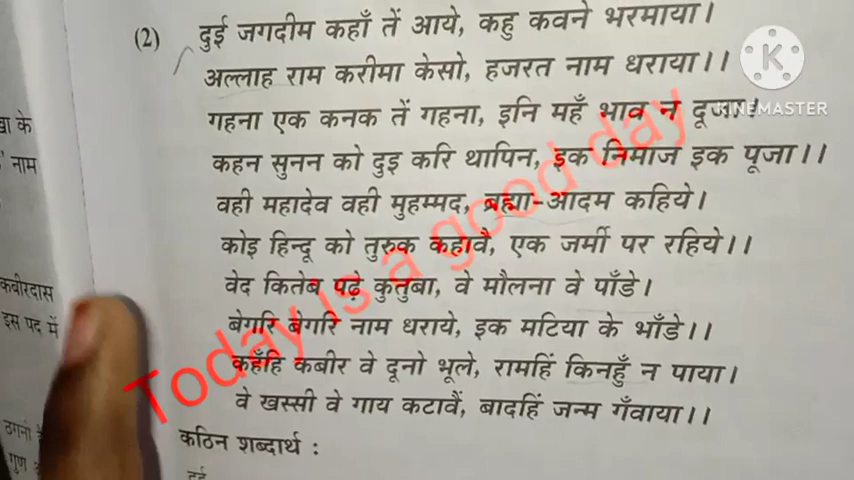 (2) दुई जगदीम कहाँ तें आये, कहु कवने भरमाया।
अल्लाह राम करीमा केसो, हजरत नाम धराया।।
गहना एक कनक तें गहना, इनि महँ भाव न दूजा।
कहन सुनन को दुइ करि थापिन, इक निमाज इक पूजा।।
वही महादेव वही मुहम्मद, ब्रह्मा-आदम कहिये।
कोइ हिन्दू को तुरुक कहावै, एक जमीं पर रहिये।।
वेद कितेब पढ़े कुतुबा, वे मौलना वे पाँडे।
बेगरि बेगरि नाम धराये, इक मटिया के भाँडे।।
कहँहि कबीर वे दूनो भूले, रामहिं किनहुँ न पाया।
वे खस्सी वे गाय कटावैं, बादहिं जन्म गँवाया।।
कठिन शब्दार्थ :
के
नाम
कबीरदास
इस पद में
ठगनी
गुण
KINEMASTER
Today is a good day